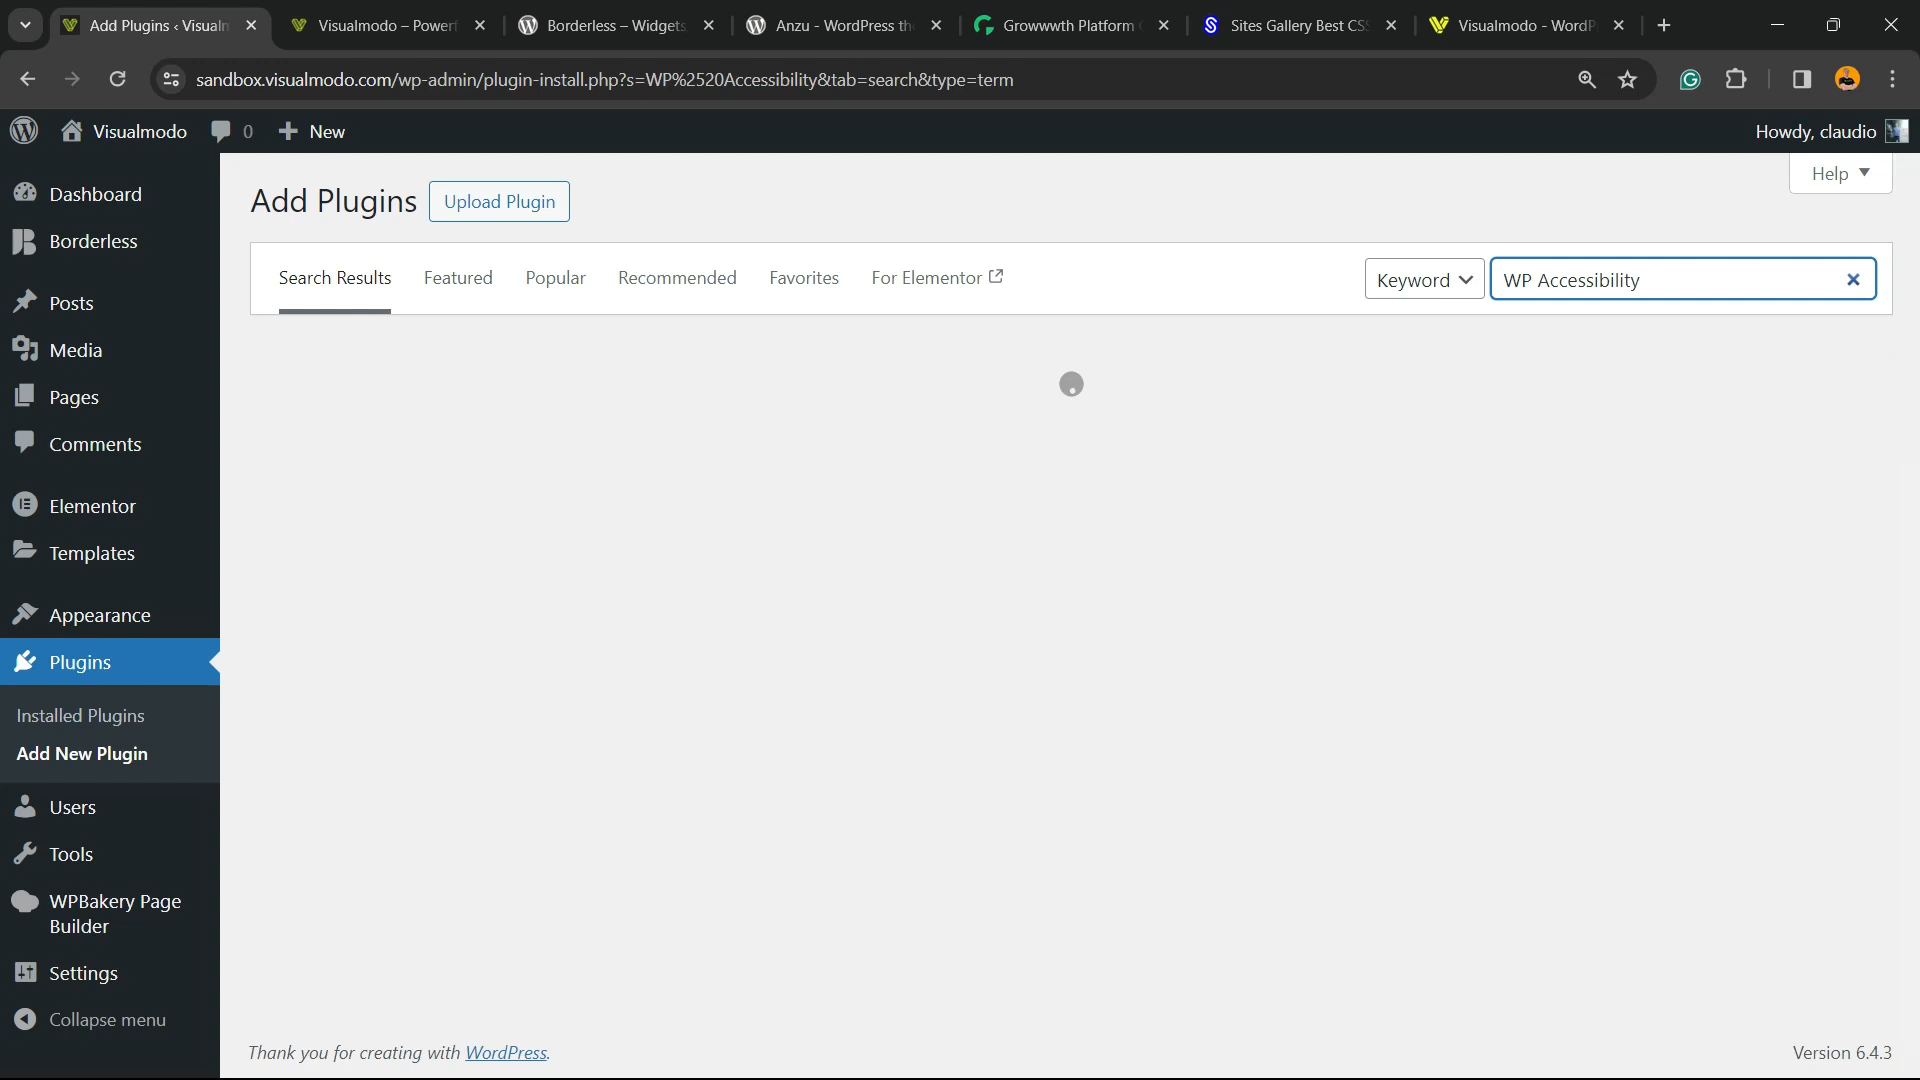 Add Plugins ‹ Visualm
Visualmodo – Powerf
Borderless – Widgets,
Anzu - WordPress th
Growwwth Platform
Sites Gallery Best CSS
Visualmodo - WordP
sandbox.visualmodo.com/wp-admin/plugin-install.php?s=WP%2520Accessibility&tab=search&type=term
Visualmodo
0
New
Howdy, claudio
Help
Dashboard
Borderless
Posts
Media
Pages
Comments
Elementor
Templates
Appearance
Plugins
Installed Plugins
Add New Plugin
Users
Tools
WPBakery Page
Builder
Settings
Collapse menu
Add Plugins
Upload Plugin
Search Results
Featured
Popular
Recommended
Favorites
For Elementor
Keyword
WP Accessibility
Thank you for creating with WordPress.
Version 6.4.3